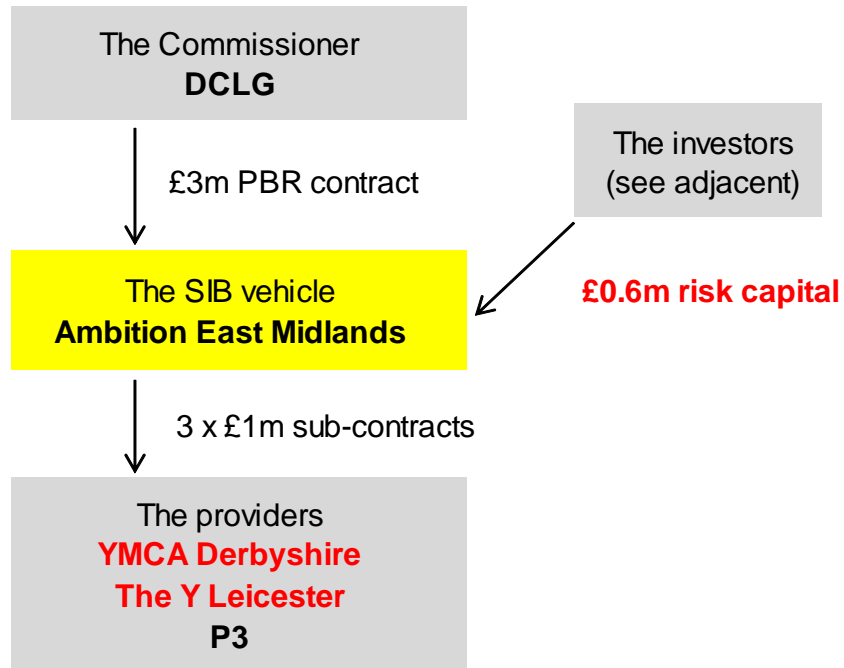 The Commissioner
DCLG
£3m PBR contract
The investors
(see adjacent)
£0.6m risk capital
The SIB vehicle
Ambition East Midlands
3 x £1m sub-contracts
The providers
YMCA Derbyshire
The Y Leicester
P3